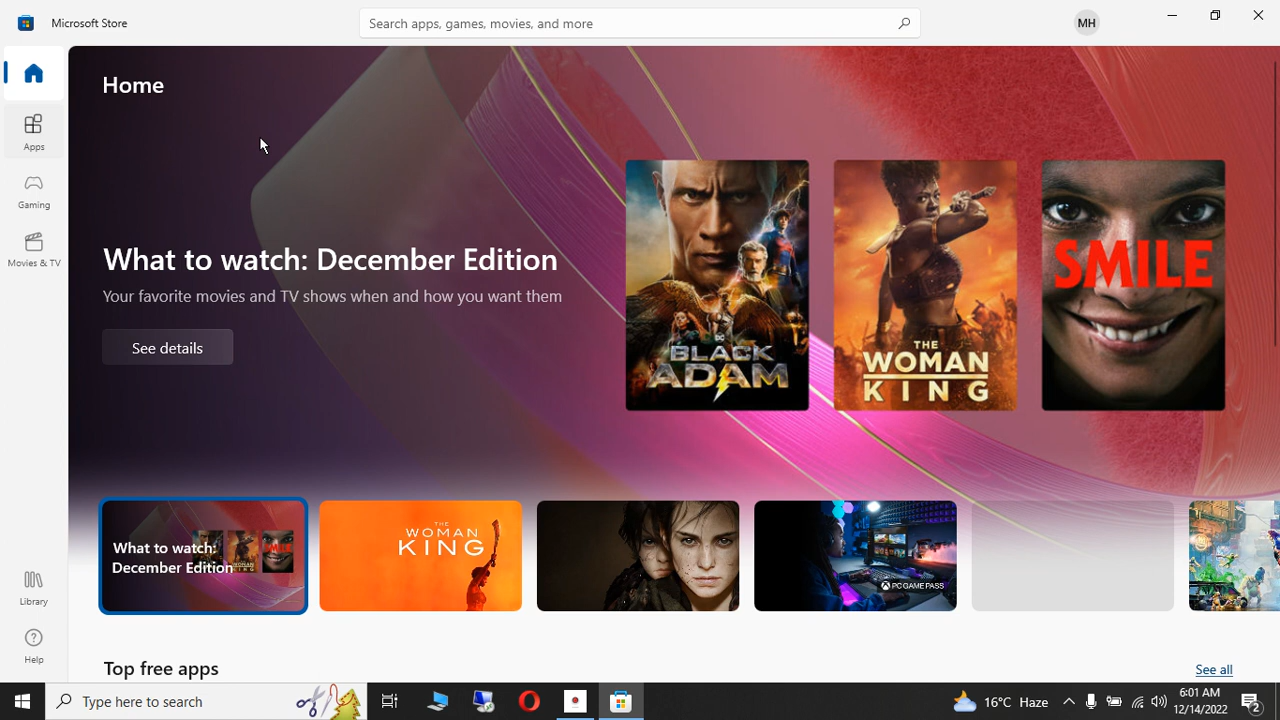 Microsoft Store
Search apps, games, movies, and more
MH
Home
Apps
Gaming
Movies & TV
What to watch: December Edition
Your favorite movies and TV shows when and how you want them
See details
DC
BLACK
ADAM
THE
WOMAN
KING
SMILE
What to watch:
December Edition
THE
WOMAN
KING
PC GAME PASS
Library
Help
Top free apps
See all
Type here to search
16°C Haze
6:01 AM
12/14/2022
2